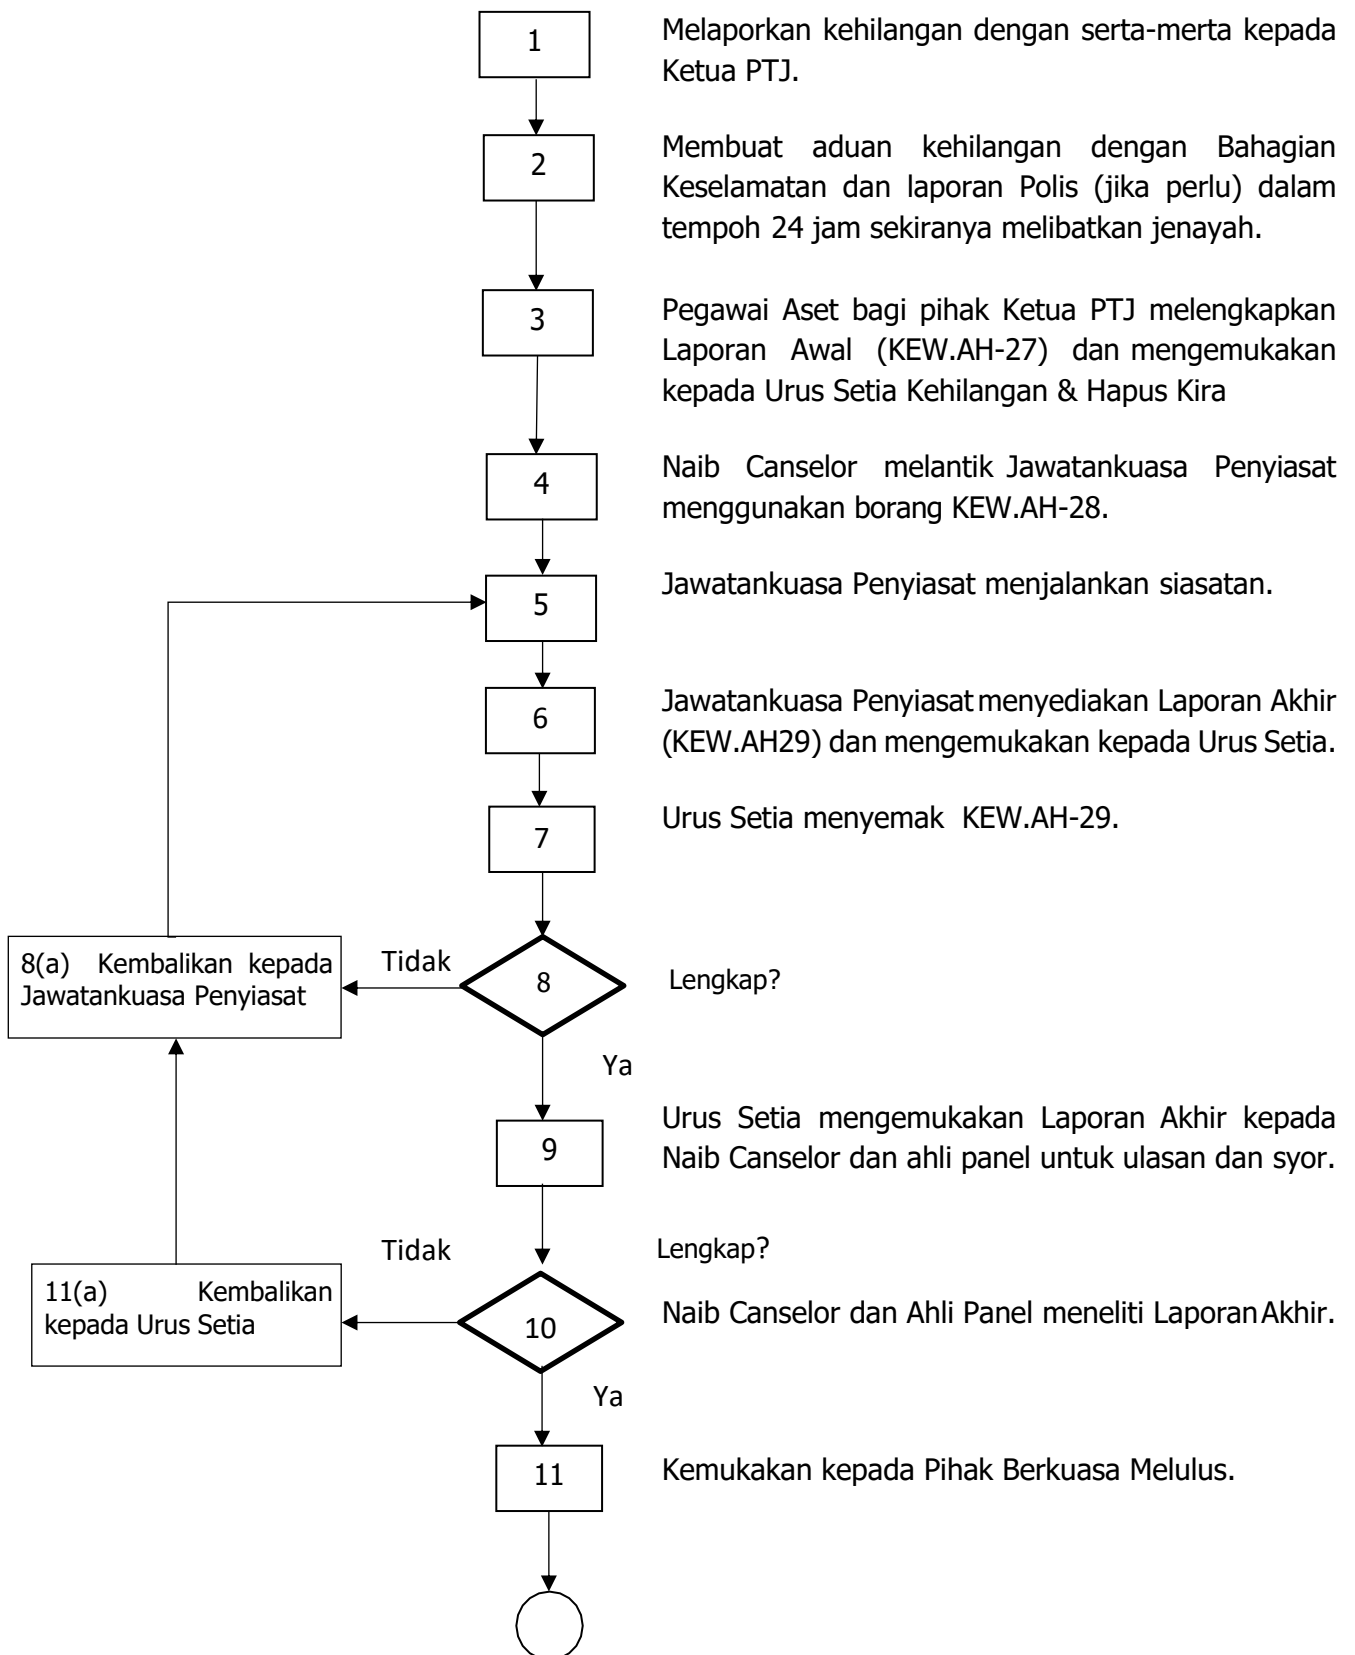 1
Melaporkan kehilangan dengan serta-merta kepada
Ketua PTJ.
2
Membuat aduan kehilangan dengan Bahagian
Keselamatan dan laporan Polis (jika perlu) dalam
tempoh 24 jam sekiranya melibatkan jenayah.
3
Pegawai Aset bagi pihak Ketua PTJ melengkapkan
Laporan Awal (KEW.AH-27) dan mengemukakan
kepada Urus Setia Kehilangan & Hapus Kira
4
Naib Canselor melantik Jawatankuasa Penyiasat
menggunakan borang KEW.AH-28.
5
Jawatankuasa Penyiasat menjalankan siasatan.
6
Jawatankuasa Penyiasat menyediakan Laporan Akhir
(KEW.AH29) dan mengemukakan kepada Urus Setia.
7
Urus Setia menyemak KEW.AH-29.
8(a) Kembalikan kepada
Jawatankuasa Penyiasat
Tidak
8
Lengkap?
Ya
9
Urus Setia mengemukakan Laporan Akhir kepada
Naib Canselor dan ahli panel untuk ulasan dan syor.
Tidak
Lengkap?
11(a) Kembalikan
kepada Urus Setia
10
Naib Canselor dan Ahli Panel meneliti Laporan Akhir.
Ya
11
Kemukakan kepada Pihak Berkuasa Melulus.